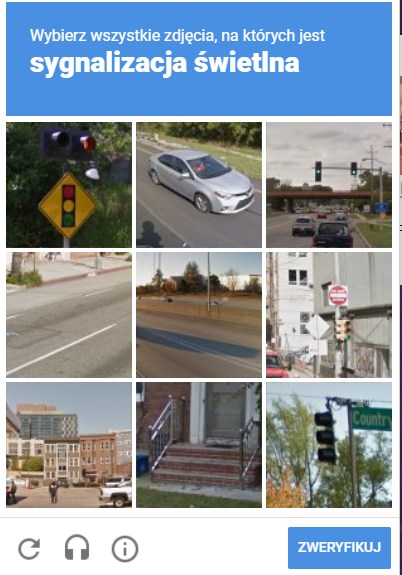 Wybierz wszystkie zdjęcia, na których jest
sygnalizacja świetlna
Country
ZWERYFIKUJ